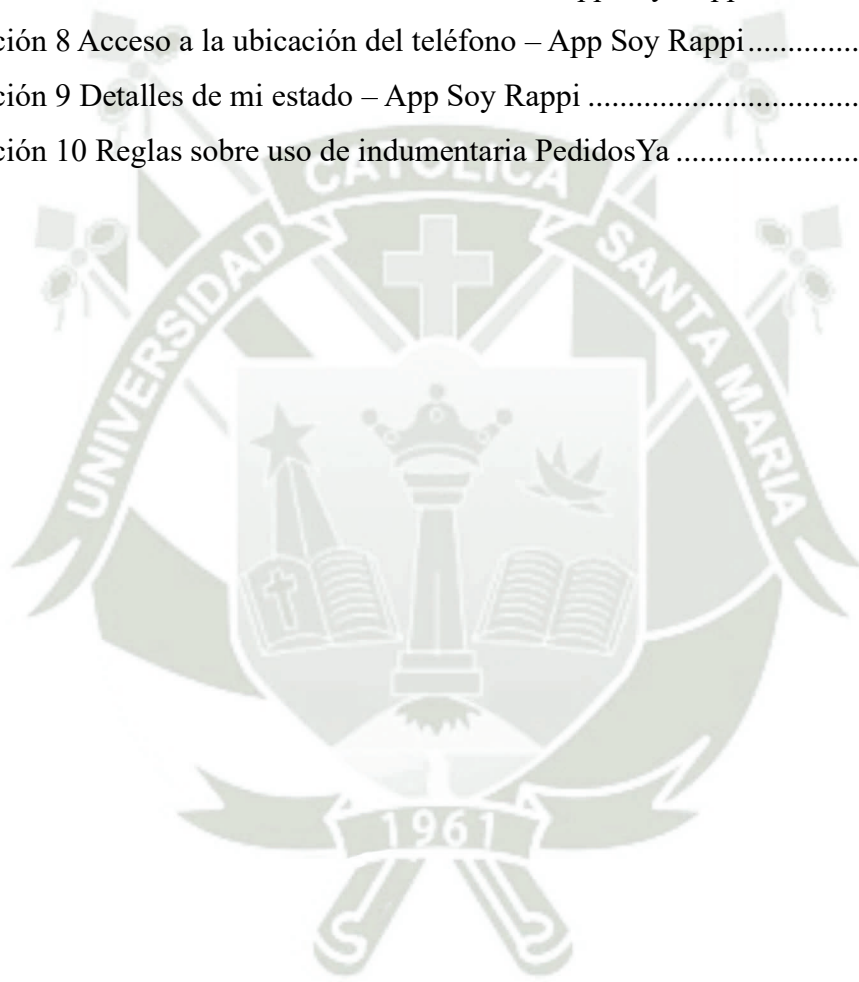 ción 8 Acceso a la ubicación del teléfono – App Soy Rappi..............
ción 9 Detalles de mi estado – App Soy Rappi ..................................
ción 10 Reglas sobre uso de indumentaria PedidosYa .......................
UNIVERSIDAD CATOLICA SANTA MARIA
1961